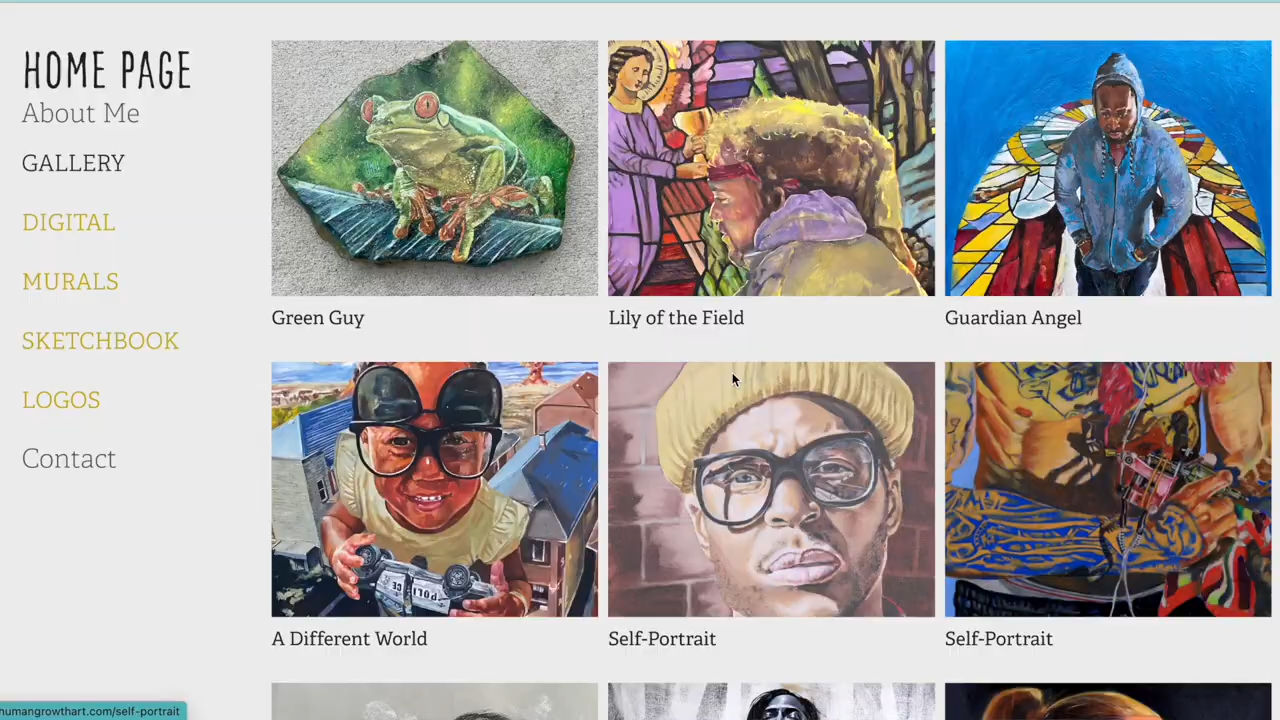 HOME PAGE
About Me
GALLERY
DIGITAL
MURALS
SKETCHBOOK
LOGOS
Contact
Green Guy
Lily of the Field
Guardian Angel
POLICE
A Different World
Self-Portrait
Self-Portrait
humangrowthart.com/self-portrait